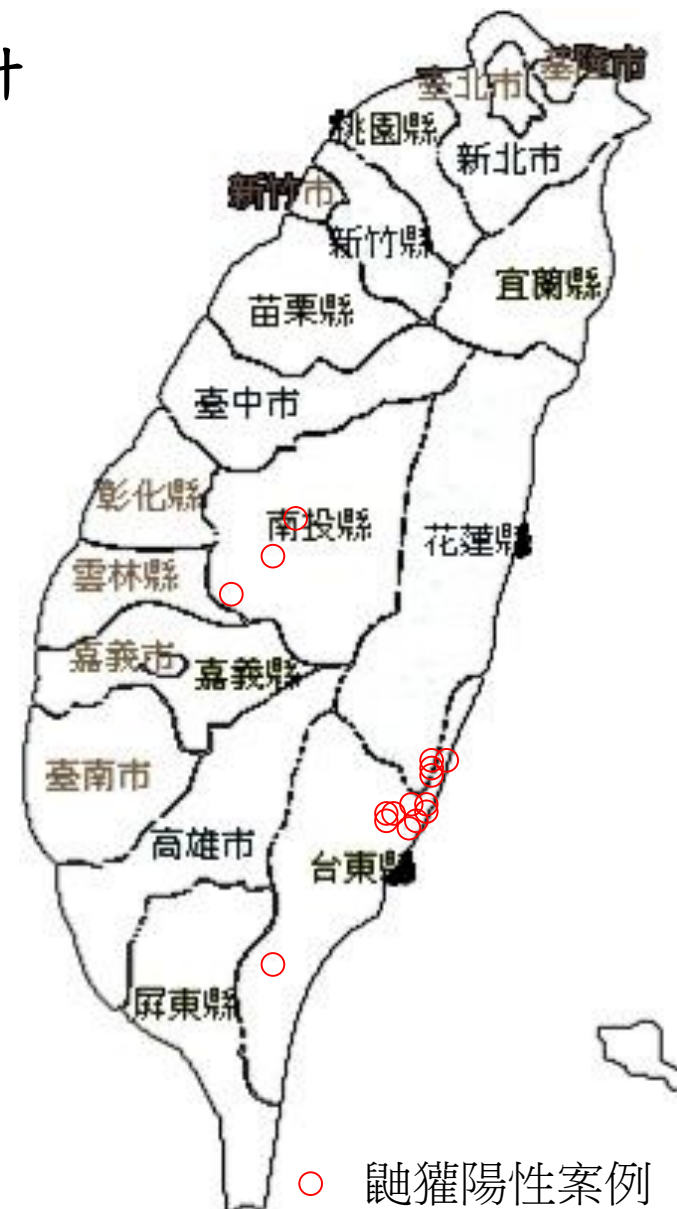 計
臺北市
基隆市
桃園縣
新北市
新竹市
新竹縣
宜蘭縣
苗栗縣
臺中市
彰化縣
南投縣
花蓮縣
雲林縣
嘉義市
嘉義縣
臺南市
高雄市
台東縣
屏東縣
鼬獾陽性案例